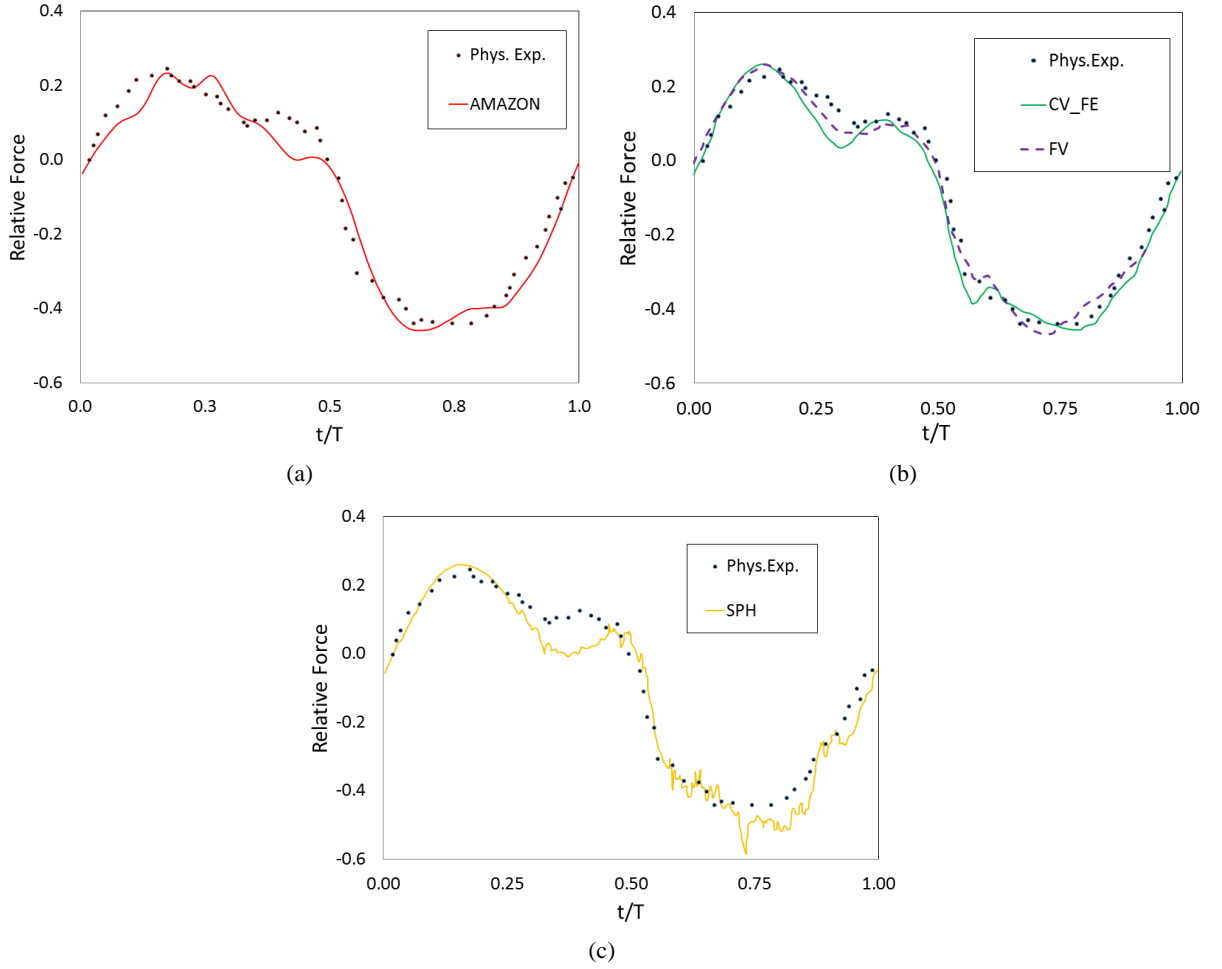 0.4
0.2
0.0
-0.2
-0.4
-0.6
Relative Force
Phys. Exp.
AMAZON
0.0 0.3 0.5 0.8 1.0
t/T
(a)
0.4
0.2
0.0
-0.2
-0.4
-0.6
Relative Force
Phys.Exp.
CV_FE
FV
0.00 0.25 0.50 0.75 1.00
t/T
(b)
0.4
0.2
0.0
-0.2
-0.4
-0.6
Relative Force
Phys.Exp.
SPH
0.00 0.25 0.50 0.75 1.00
t/T
(c)